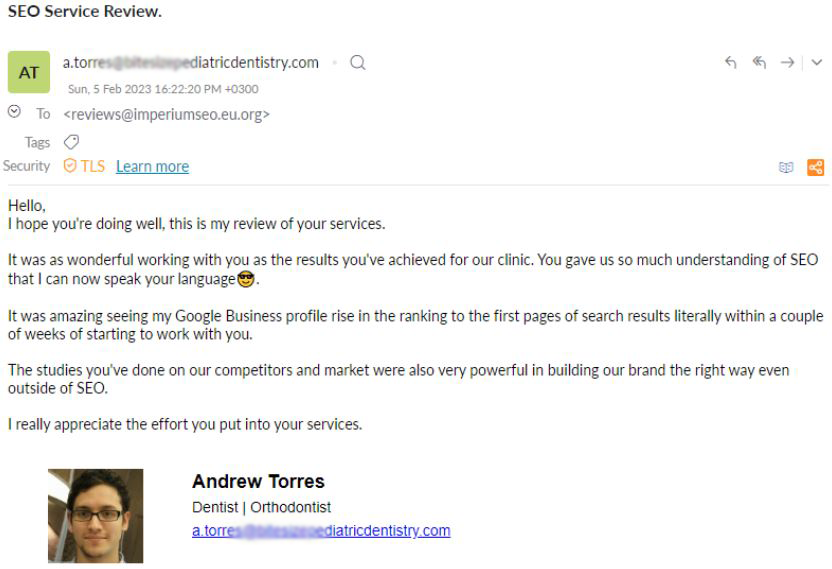 SEO Service Review.
AT
a.torres diatricdentistry.com
Sun, 5 Feb 2023 16:22:20 PM +0300
To <reviews@imperiumseo.eu.org>
Tags
Security TLS Learn more
Hello,
I hope you're doing well, this is my review of your services.
It was as wonderful working with you as the results you've achieved for our clinic. You gave us so much understanding of SEO
that I can now speak your language😎.
It was amazing seeing my Google Business profile rise in the ranking to the first pages of search results literally within a couple
of weeks of starting to work with you.
The studies you've done on our competitors and market were also very powerful in building our brand the right way even
outside of SEO.
I really appreciate the effort you put into your services.
Andrew Torres
Dentist | Orthodontist
a.torres diatricdentistry.com